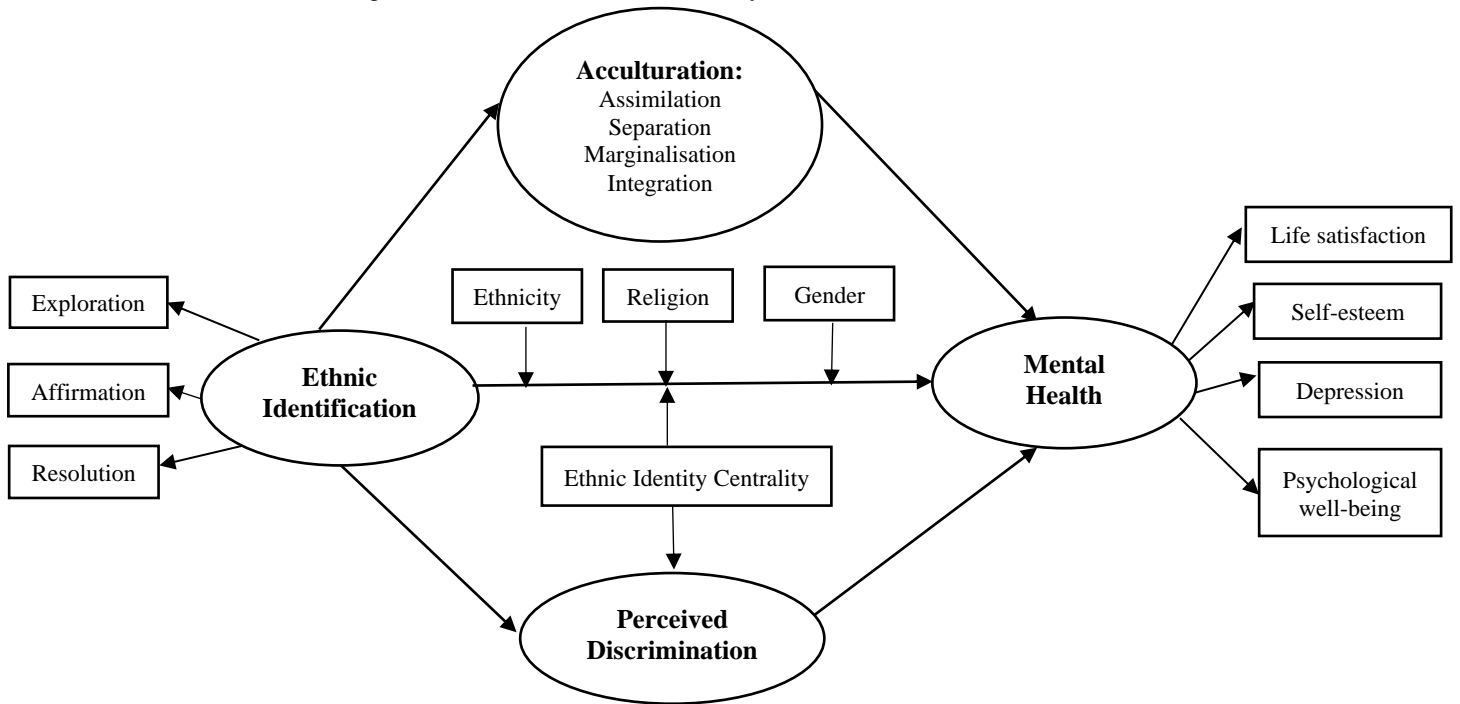 Acculturation:
Assimilation
Separation
Marginalisation
Integration
Life satisfaction
Exploration
Ethnicity
Religion
Gender
Self-esteem
Affirmation
Ethnic
Identification
Mental
Health
Depression
Resolution
Ethnic Identity Centrality
Psychological
well-being
Perceived
Discrimination